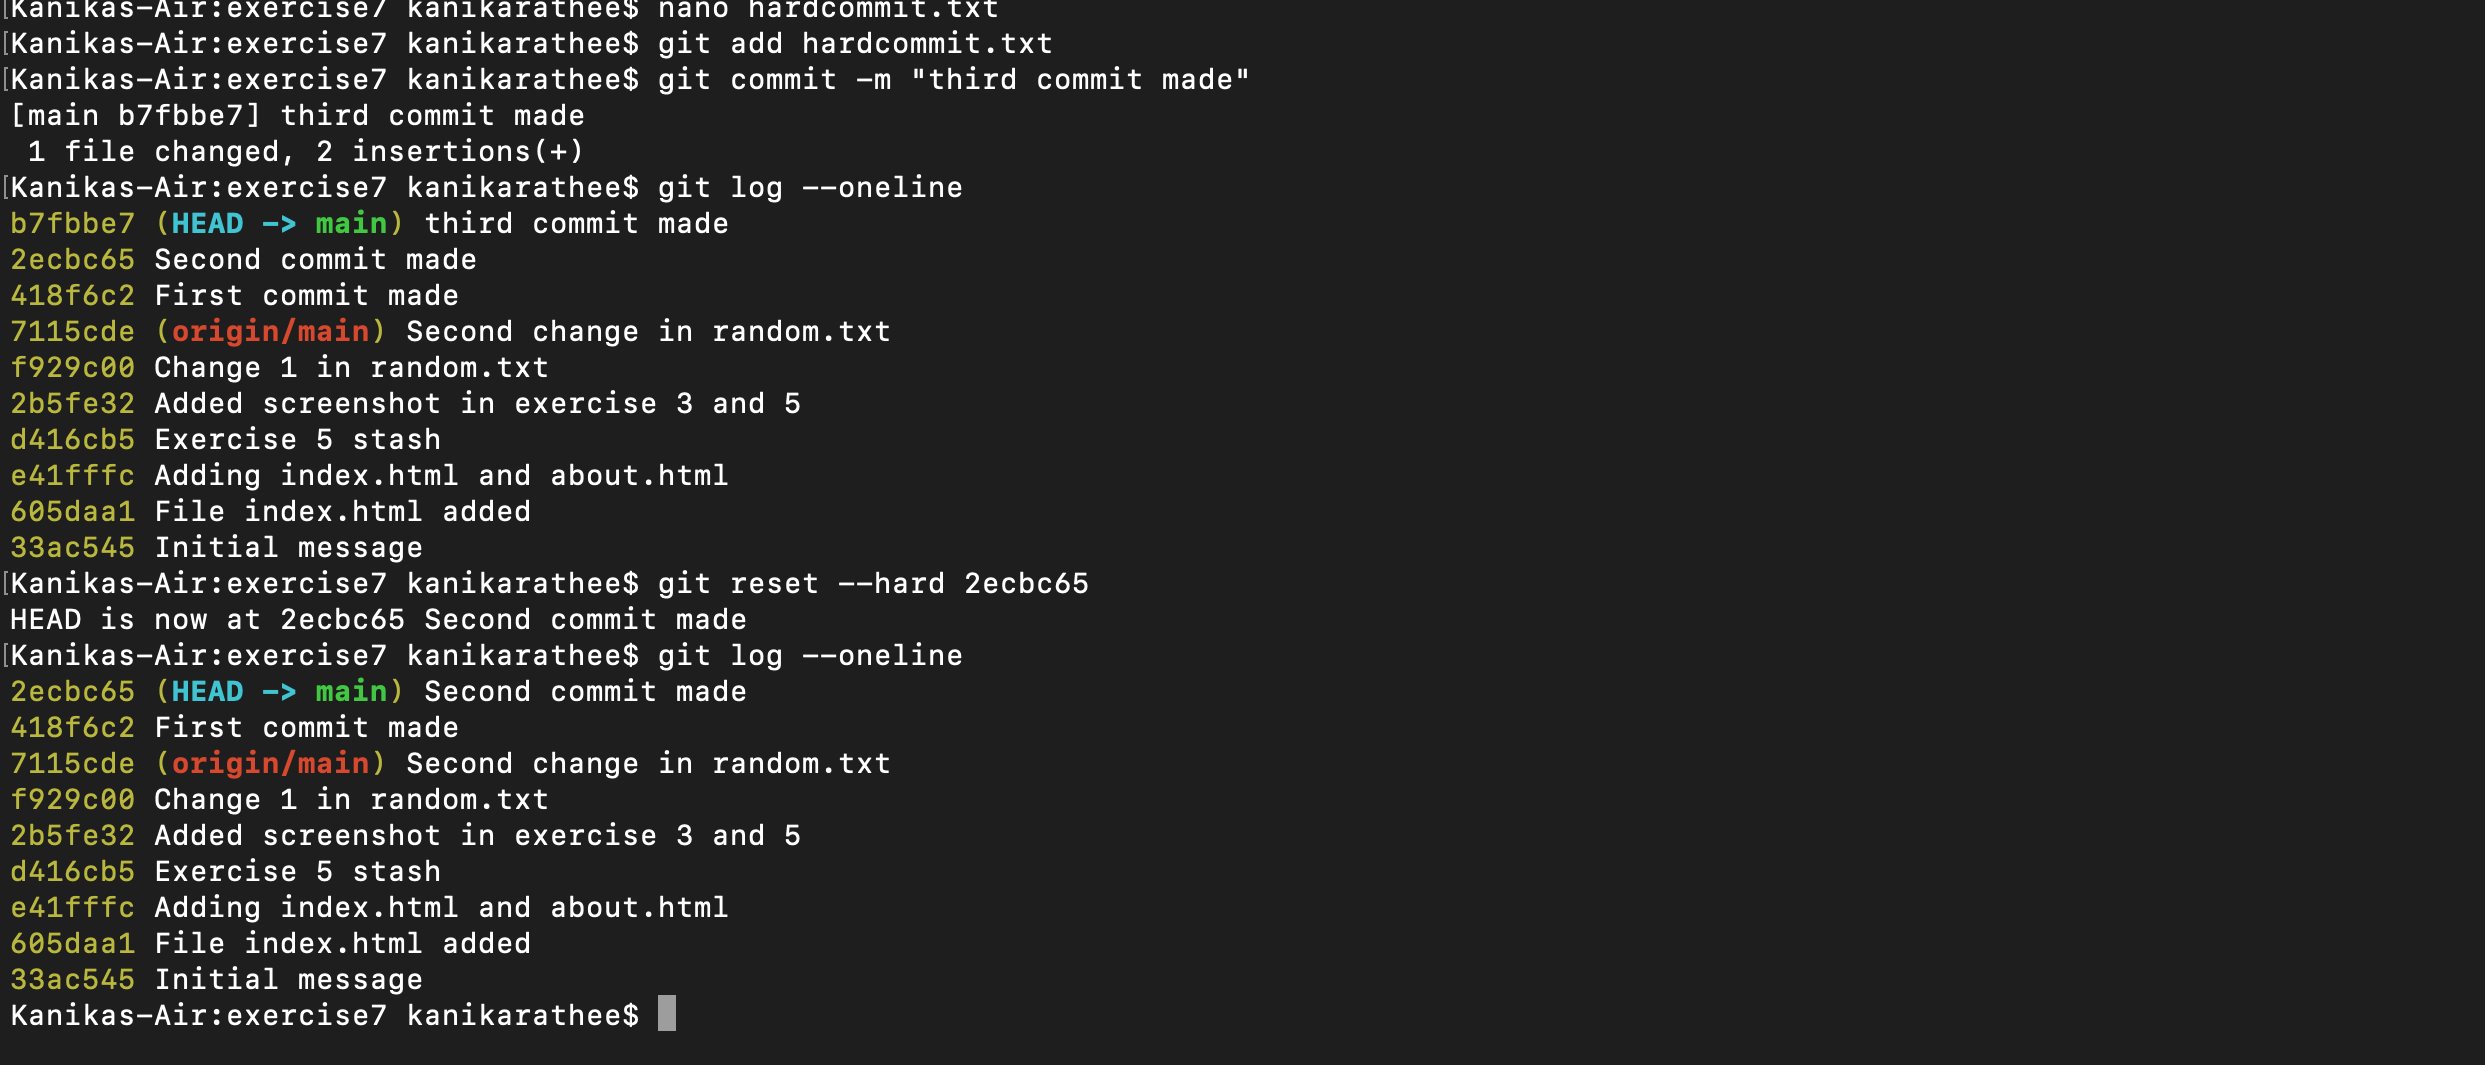 Kanikas-Air:exercise7 kanikarathee$ nano hardcommit.txt
[Kanikas-Air:exercise7 kanikarathee$ git add hardcommit.txt
[Kanikas-Air:exercise7 kanikarathee$ git commit -m "third commit made"
[main b7fbbe7] third commit made
 1 file changed, 2 insertions(+)
[Kanikas-Air:exercise7 kanikarathee$ git log --oneline
b7fbbe7 (HEAD -> main) third commit made
2ecbc65 Second commit made
418f6c2 First commit made
7115cde (origin/main) Second change in random.txt
f929c00 Change 1 in random.txt
2b5fe32 Added screenshot in exercise 3 and 5
d416cb5 Exercise 5 stash
e41fffc Adding index.html and about.html
605daa1 File index.html added
33ac545 Initial message
[Kanikas-Air:exercise7 kanikarathee$ git reset --hard 2ecbc65
HEAD is now at 2ecbc65 Second commit made
[Kanikas-Air:exercise7 kanikarathee$ git log --oneline
2ecbc65 (HEAD -> main) Second commit made
418f6c2 First commit made
7115cde (origin/main) Second change in random.txt
f929c00 Change 1 in random.txt
2b5fe32 Added screenshot in exercise 3 and 5
d416cb5 Exercise 5 stash
e41fffc Adding index.html and about.html
605daa1 File index.html added
33ac545 Initial message
Kanikas-Air:exercise7 kanikarathee$